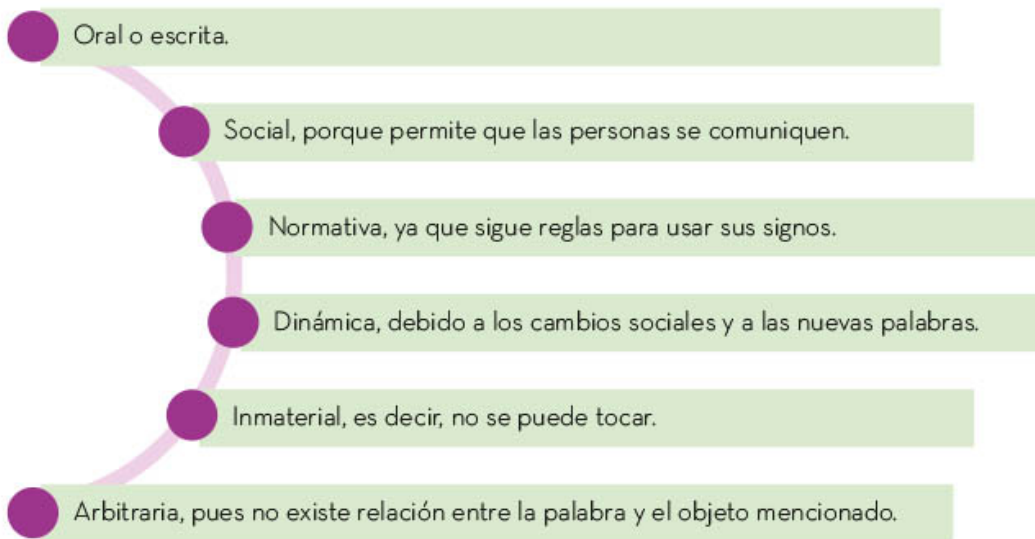 Oral o escrita.
Social, porque permite que las personas se comuniquen.
Normativa, ya que sigue reglas para usar sus signos.
Dinámica, debido a los cambios sociales y a las nuevas palabras.
Inmaterial, es decir, no se puede tocar.
Arbitraria, pues no existe relación entre la palabra y el objeto mencionado.